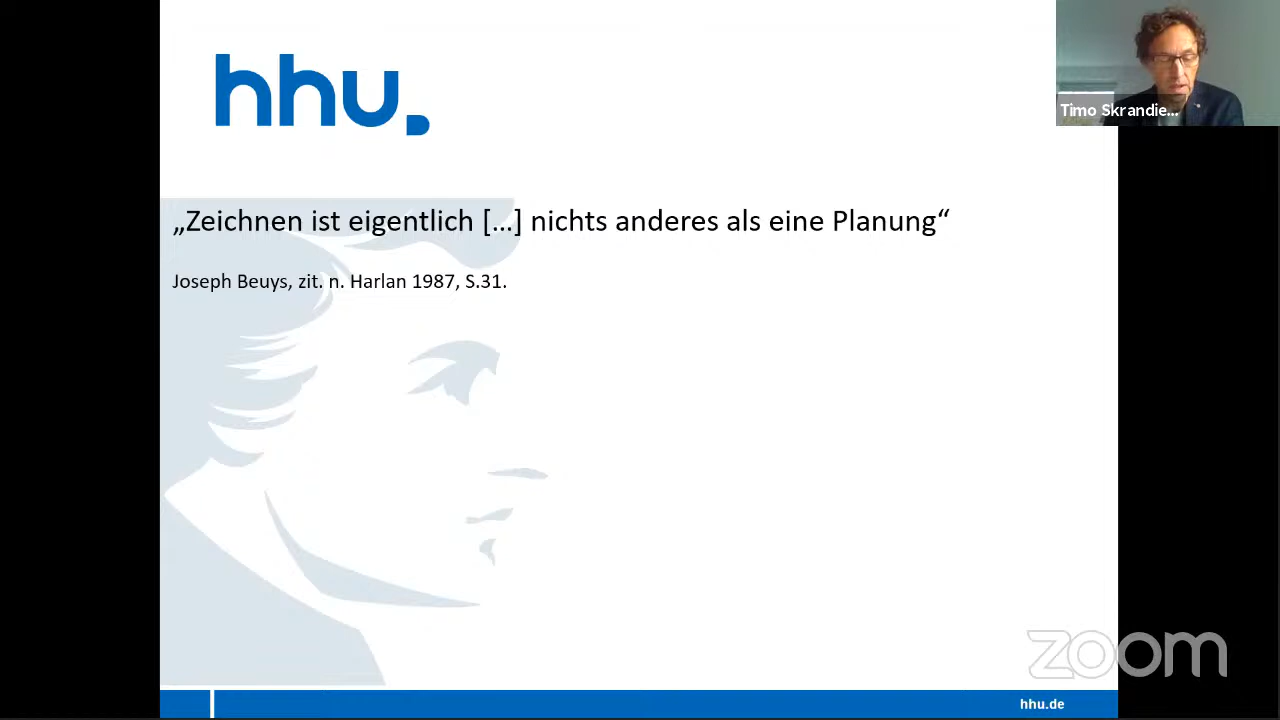 hhu.
Timo Skrandie...
„Zeichnen ist eigentlich [...] nichts anderes als eine Planung“
Joseph Beuys, zit. n. Harlan 1987, S.31.
zoom
hhu.de